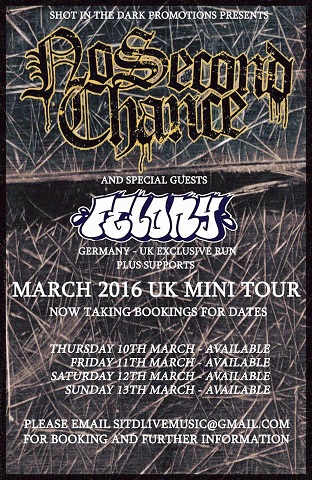 SHOT IN THE DARK PROMOTIONS PRESENTS
No Second
Chance
AND SPECIAL GUESTS
FELONY
GERMANY - UK EXCLUSIVE RUN
PLUS SUPPORTS
MARCH 2016 UK MINI TOUR
NOW TAKING BOOKINGS FOR DATES
THURSDAY 10TH MARCH - AVAILABLE
FRIDAY 11TH MARCH - AVAILABLE
SATURDAY 12TH MARCH - AVAILABLE
SUNDAY 13TH MARCH - AVAILABLE
PLEASE EMAIL SITDLIVEMUSIC@GMAIL.COM
FOR BOOKING AND FURTHER INFORMATION